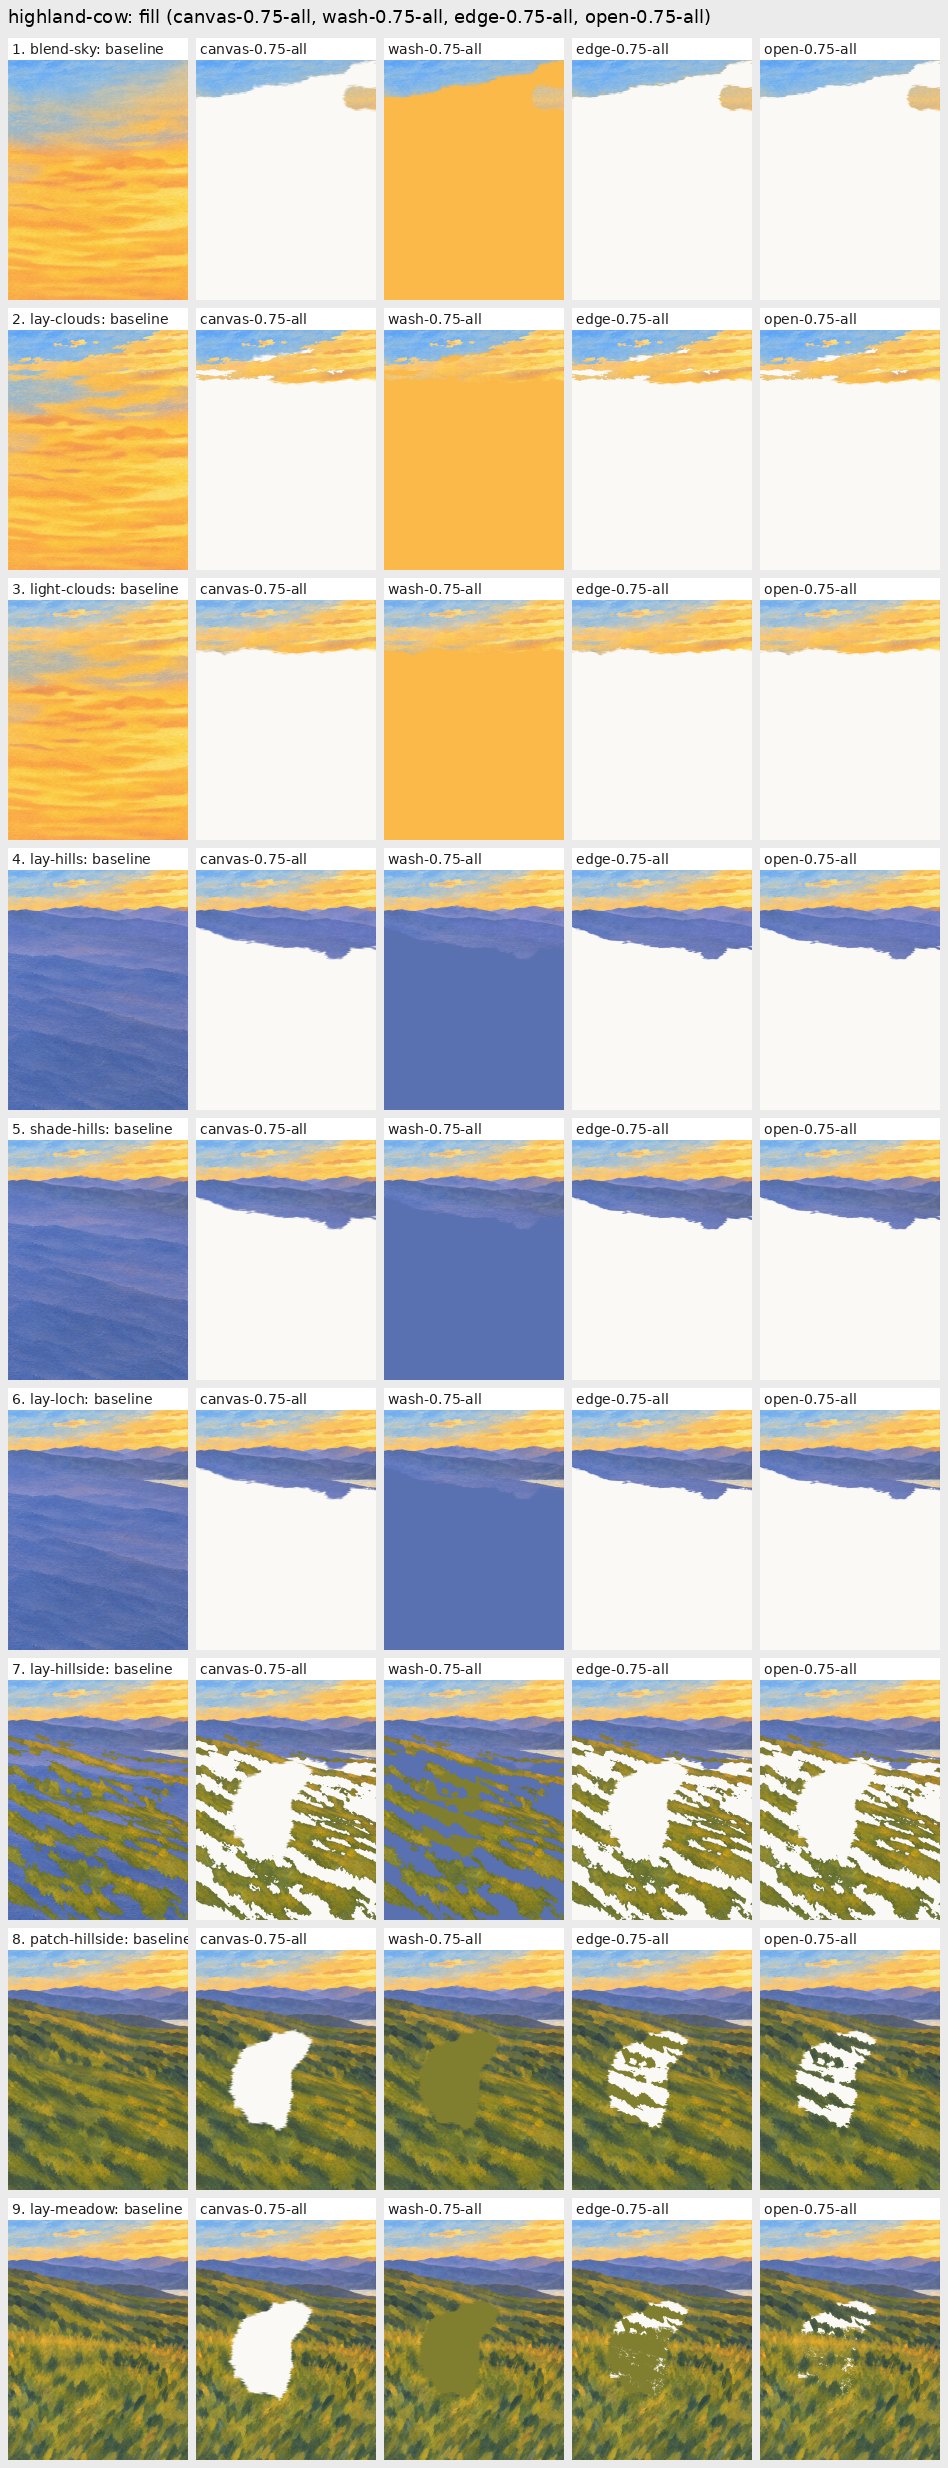 highland-cow: fill (canvas-0.75-all, wash-0.75-all, edge-0.75-all, open-0.75-all)
1. blend-sky: baseline canvas-0.75-all wash-0.75-all edge-0.75-all open-0.75-all
2. lay-clouds: baseline canvas-0.75-all wash-0.75-all edge-0.75-all open-0.75-all
3. light-clouds: baseline canvas-0.75-all wash-0.75-all edge-0.75-all open-0.75-all
4. lay-hills: baseline canvas-0.75-all wash-0.75-all edge-0.75-all open-0.75-all
5. shade-hills: baseline canvas-0.75-all wash-0.75-all edge-0.75-all open-0.75-all
6. lay-loch: baseline canvas-0.75-all wash-0.75-all edge-0.75-all open-0.75-all
7. lay-hillside: baseline canvas-0.75-all wash-0.75-all edge-0.75-all open-0.75-all
8. patch-hillside: baseline canvas-0.75-all wash-0.75-all edge-0.75-all open-0.75-all
9. lay-meadow: baseline canvas-0.75-all wash-0.75-all edge-0.75-all open-0.75-all